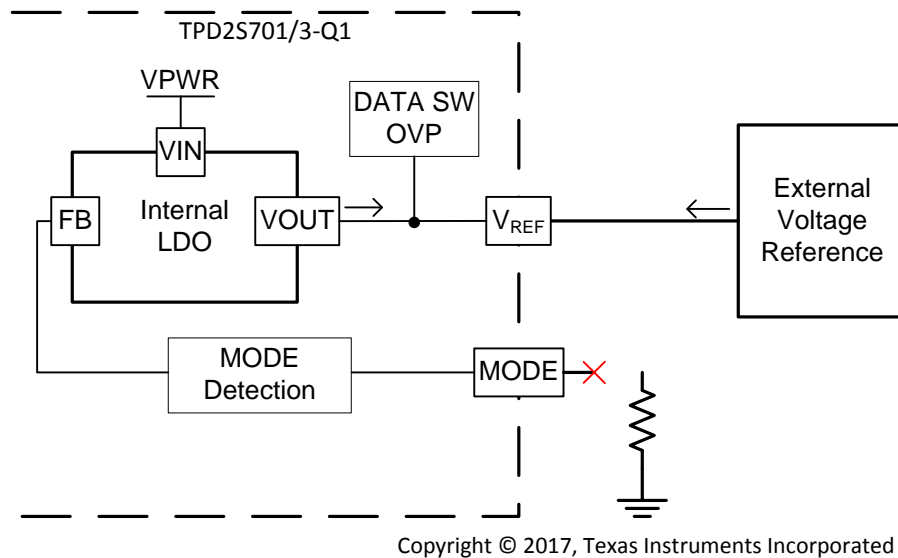 TPD2S701/3-Q1
VPWR
DATA SW
OVP
VIN
External
Voltage
Reference
FB
Internal
LDO
VOUT
VREF
MODE
Detection
MODE
Copyright © 2017, Texas Instruments Incorporated